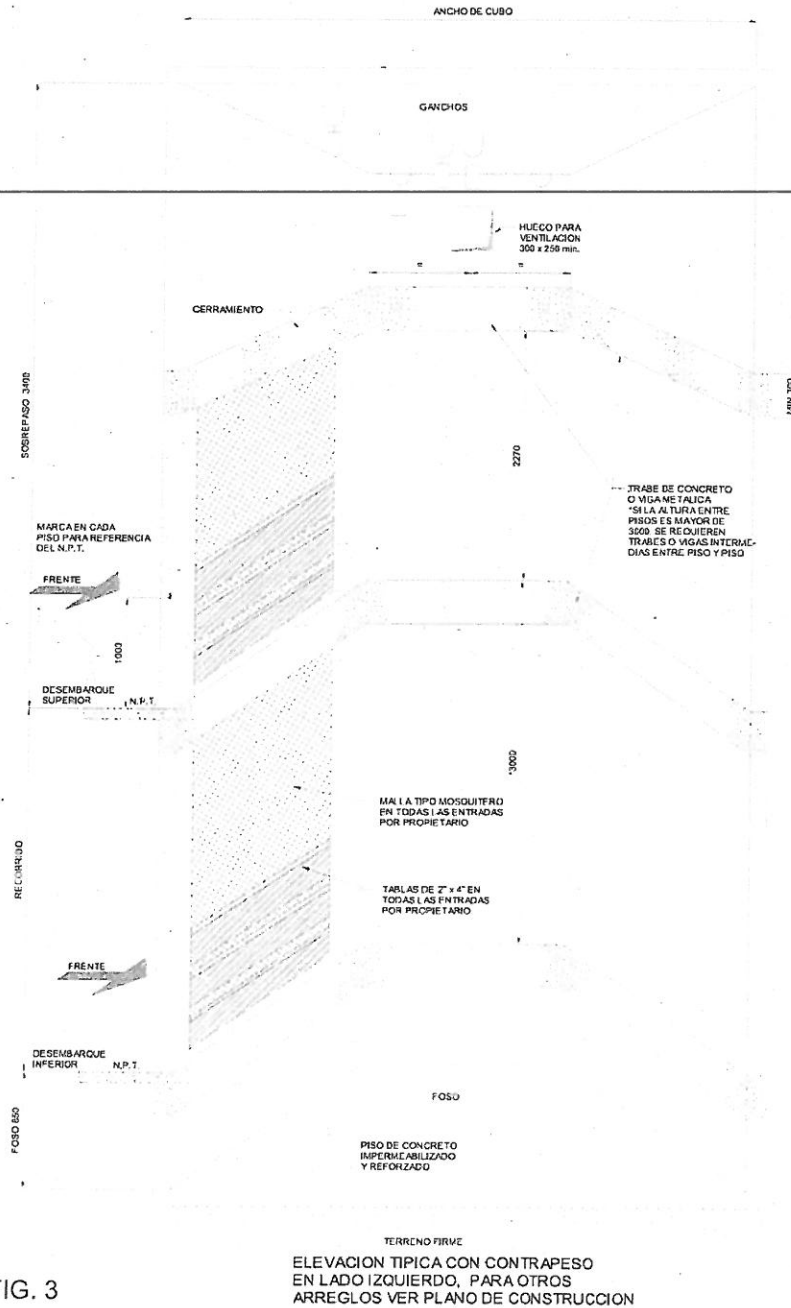 ANCHO DE CUBO
GANCHOS
HUECO PARA
VENTILACION
300 x 250 min.
CERRAMIENTO
SOBREPASO 3400
MIN 700
2270
TRABE DE CONCRETO
O VIGA METALICA
*SI LA ALTURA ENTRE
PISOS ES MAYOR DE
3000 SE REQUIEREN
TRABES O VIGAS INTERME-
DIAS ENTRE PISO Y PISO
MARCA EN CADA
PISO PARA REFERENCIA
DEL N.P.T.
FRENTE
1000
DESEMBARQUE
SUPERIOR N.P.T.
*3000
MALLA TIPO MOSQUITERO
EN TODAS LAS ENTRADAS
POR PROPIETARIO
RECORRIDO
TABLAS DE 2" x 4" EN
TODAS LAS ENTRADAS
POR PROPIETARIO
FRENTE
DESEMBARQUE
INFERIOR N.P.T.
FOSO 850
FOSO
PISO DE CONCRETO
IMPERMEABILIZADO
Y REFORZADO
TERRENO FIRME
ELEVACION TIPICA CON CONTRAPESO
EN LADO IZQUIERDO, PARA OTROS
ARREGLOS VER PLANO DE CONSTRUCCION
FIG. 3